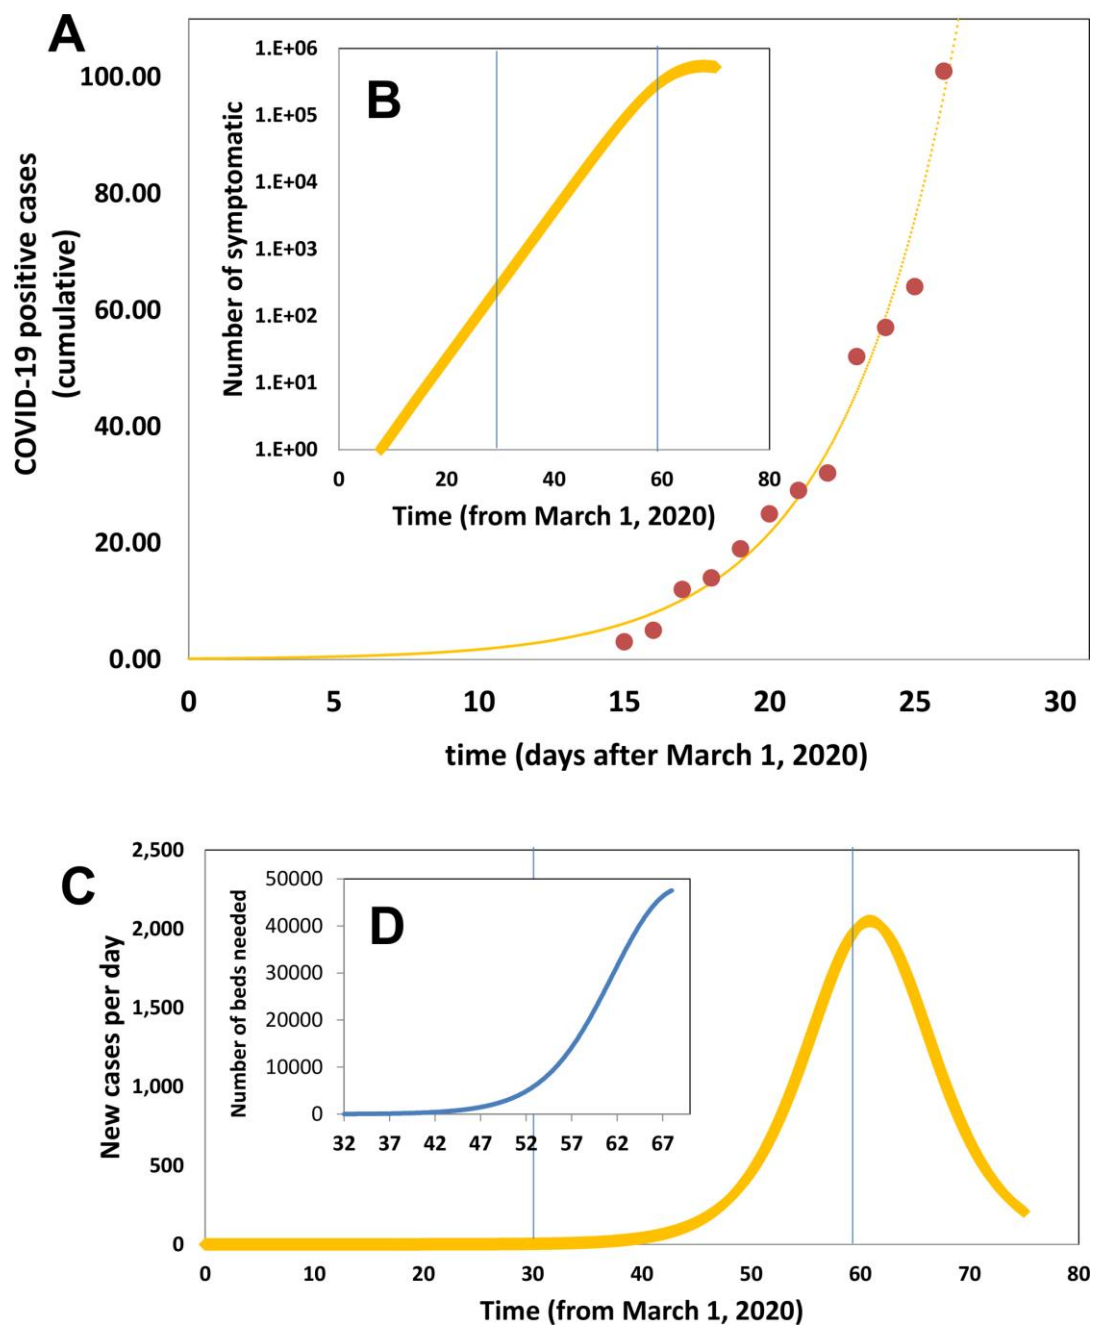 A
COVID-19 positive cases
(cumulative)
100.00
80.00
60.00
40.00
20.00
0.00
0 5 10 15 20 25 30
time (days after March 1, 2020)
B
Number of symptomatic
1.E+06
1.E+05
1.E+04
1.E+03
1.E+02
1.E+01
1.E+00
0 20 40 60 80
Time (from March 1, 2020)
C
New cases per day
2,500
2,000
1,500
1,000
500
0
0 10 20 30 40 50 60 70 80
Time (from March 1, 2020)
D
Number of beds needed
50000
40000
30000
20000
10000
0
32 37 42 47 52 57 62 67